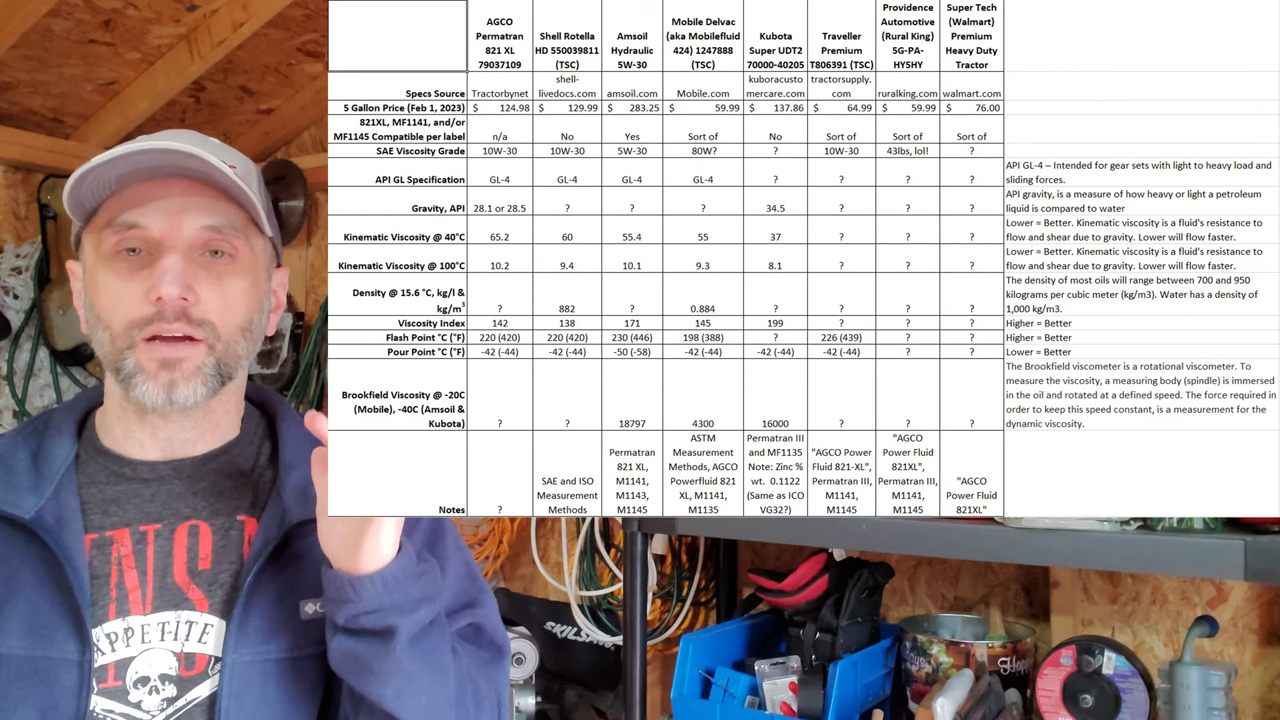 AGCO Permatran 821 XL 79037109
Shell Rotella HD 550039811 (TSC)
Amsoil Hydraulic 5W-30
Mobile Delvac (aka Mobilefluid 424) 1247888 (TSC)
Kubota Super UDT2 70000-40205
Traveller Premium T806391 (TSC)
Providence Automotive (Rural King) 5G-PA-HY5HY
Super Tech (Walmart) Premium Heavy Duty Tractor
Specs Source Tractorbynet shell-livedocs.com amsoil.com Mobile.com kuboracustomercare.com tractorsupply.com ruralking.com walmart.com
5 Gallon Price (Feb 1, 2023) $ 124.98 $ 129.99 $ 283.25 $ 59.99 $ 137.86 $ 64.99 $ 59.99 $ 76.00
821XL, MF1141, and/or
MF1145 Compatible per label n/a No Yes Sort of No Sort of Sort of Sort of
SAE Viscosity Grade 10W-30 10W-30 5W-30 80W? ? 10W-30 43lbs, lol! ?
API GL Specification GL-4 GL-4 GL-4 GL-4 ? ? ? ?
API GL-4 – Intended for gear sets with light to heavy load and
sliding forces.
Gravity, API 28.1 or 28.5 ? ? ? 34.5 ? ? ?
API gravity, is a measure of how heavy or light a petroleum
liquid is compared to water
Kinematic Viscosity @ 40°C 65.2 60 55.4 55 37 ? ? ?
Lower = Better. Kinematic viscosity is a fluid's resistance to
flow and shear due to gravity. Lower will flow faster.
Kinematic Viscosity @ 100°C 10.2 9.4 10.1 9.3 8.1 ? ? ?
Lower = Better. Kinematic viscosity is a fluid's resistance to
flow and shear due to gravity. Lower will flow faster.
Density @ 15.6 °C, kg/l &
kg/m³ ? 882 ? 0.884 ? ? ? ?
The density of most oils will range between 700 and 950
kilograms per cubic meter (kg/m3). Water has a density of
1,000 kg/m3.
Viscosity Index 142 138 171 145 199 ? ? ? Higher = Better
Flash Point °C (°F) 220 (420) 220 (420) 230 (446) 198 (388) ? 226 (439) ? ? Higher = Better
Pour Point °C (°F) -42 (-44) -42 (-44) -50 (-58) -42 (-44) -42 (-44) -42 (-44) ? ? Lower = Better
Brookfield Viscosity @ -20C
(Mobile), -40C (Amsoil &
Kubota) ? ? 18797 4300 16000 ? ? ?
The Brookfield viscometer is a rotational viscometer. To
measure the viscosity, a measuring body (spindle) is immersed
in the oil and rotated at a defined speed. The force required in
order to keep this speed constant, is a measurement for the
dynamic viscosity.
Notes ?
SAE and ISO Measurement Methods
Permatran 821 XL, M1141, M1143, M1145
ASTM Measurement Methods, AGCO Powerfluid 821 XL, M1141, M1135
Permatran III and MF1135 Note: Zinc % wt. 0.1122 (Same as ICO VG32?)
"AGCO Power Fluid 821-XL", Permatran III, M1141, M1145
"AGCO Power Fluid 821XL", Permatran III, M1141, M1145
"AGCO Power Fluid 821XL"
APPETITE
SKILSAW
Happy